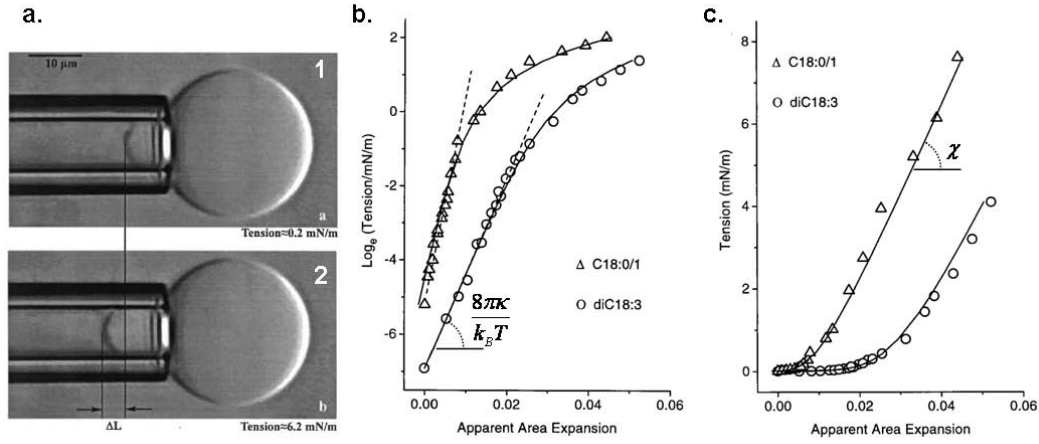 a.
10 μm
1
a
Tension≈0.2 mN/m
2
b
ΔL
Tension≈6.2 mN/m
b.
Log_e (Tension/mN/m)
2
0
-2
-4
-6
Δ C18:0/1
O diC18:3
8πκ
k_BT
0.00
0.02
0.04
0.06
Apparent Area Expansion
c.
Tension (mN/m)
8
6
4
2
0
Δ C18:0/1
O diC18:3
χ
0.00
0.02
0.04
0.06
Apparent Area Expansion